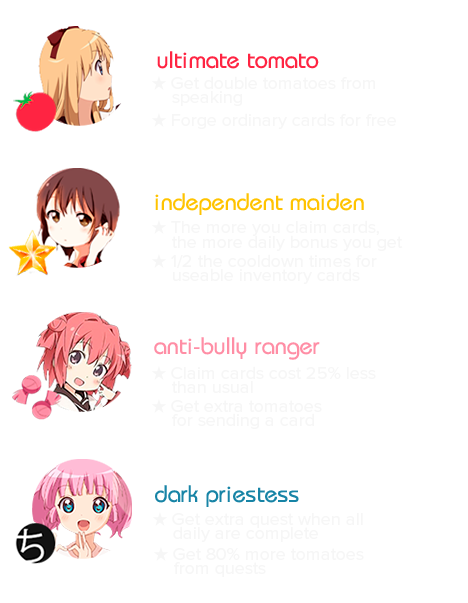 ultimate tomato
★ Get double tomatoes from
speaking
★ Forge ordinary cards for free.
independent maiden
★ The more you claim cards,
the more daily bonus you get
★ 1/2 the cooldown times for
useable inventory cards
anti-bully ranger
★ Claim cards cost 25% less
than usual
★ Get extra tomatoes
for sending a card
dark priestess
ち
★ Get extra quest when all
daily are complete
★ Get 80% more tomatoes
from quests